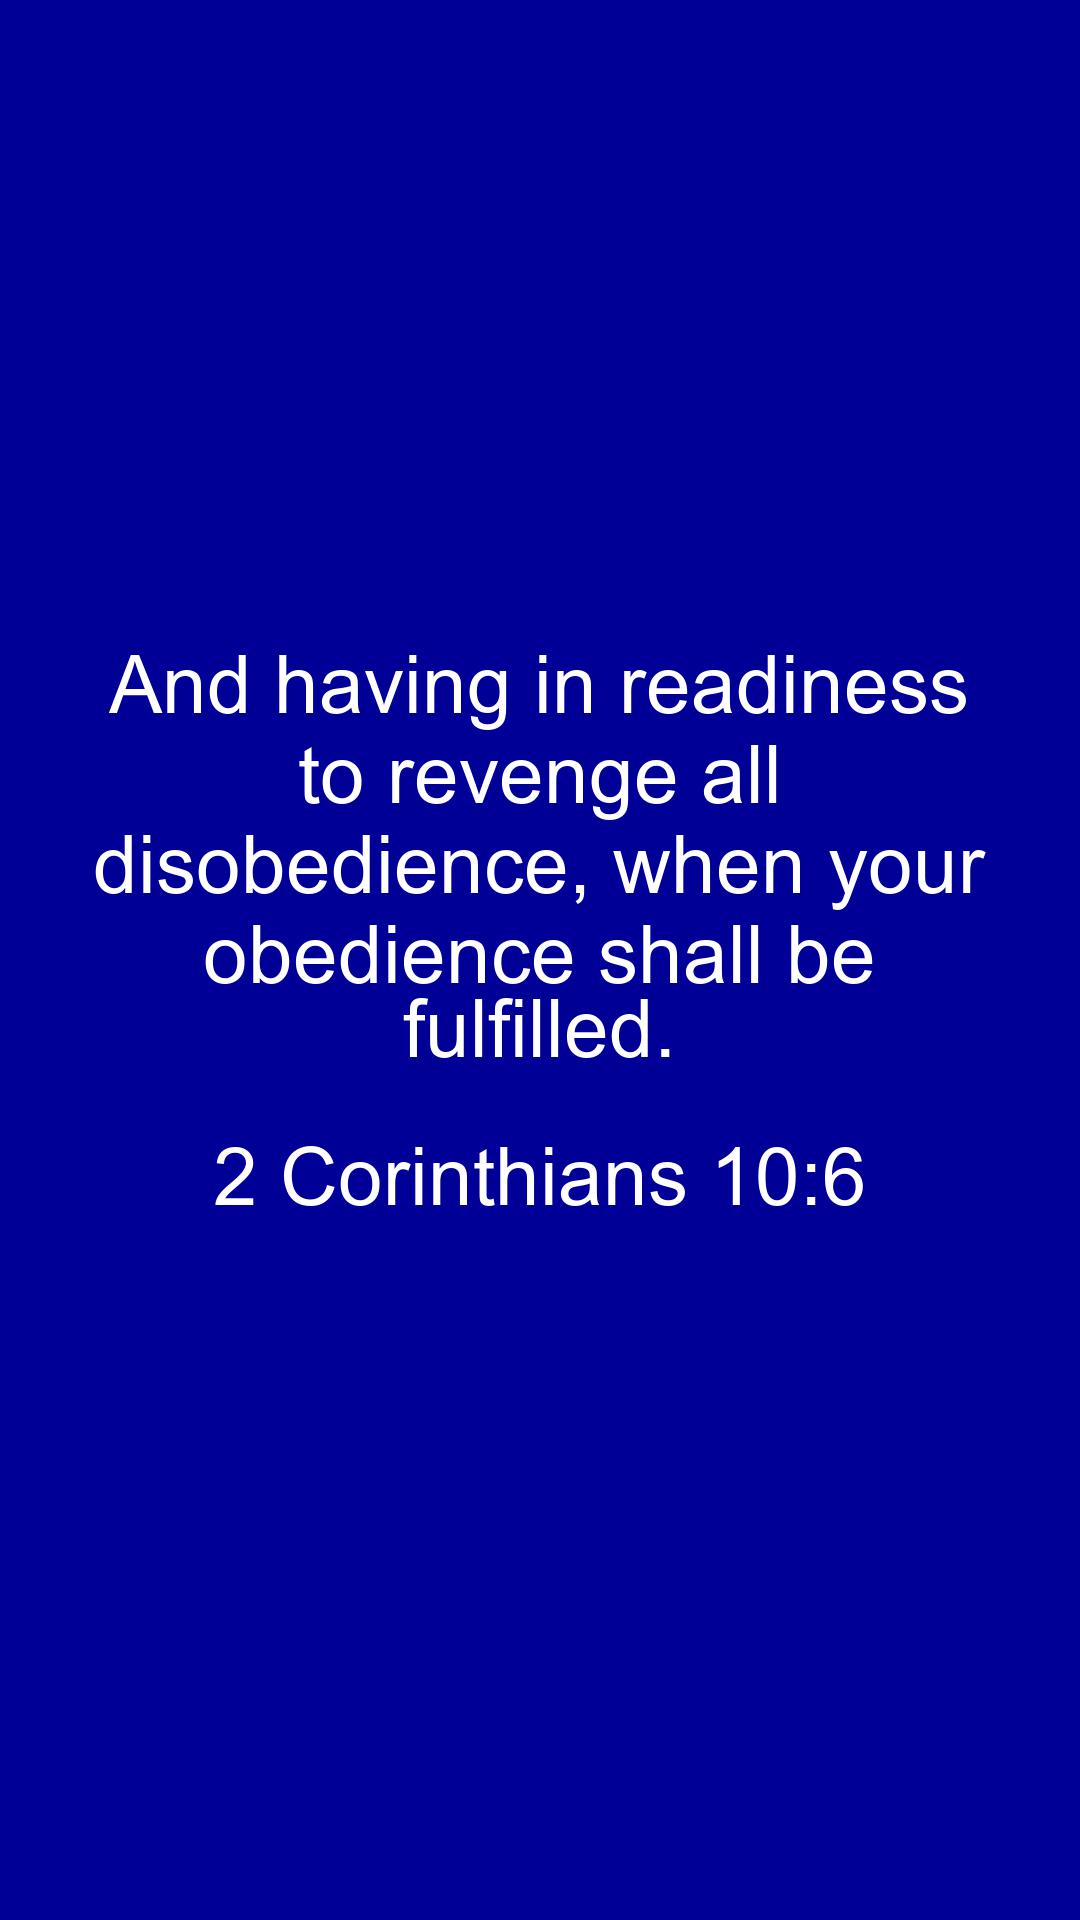 And having in readiness
to revenge all
disobedience, when your
obedience shall be
fulfilled.
2 Corinthians 10:6